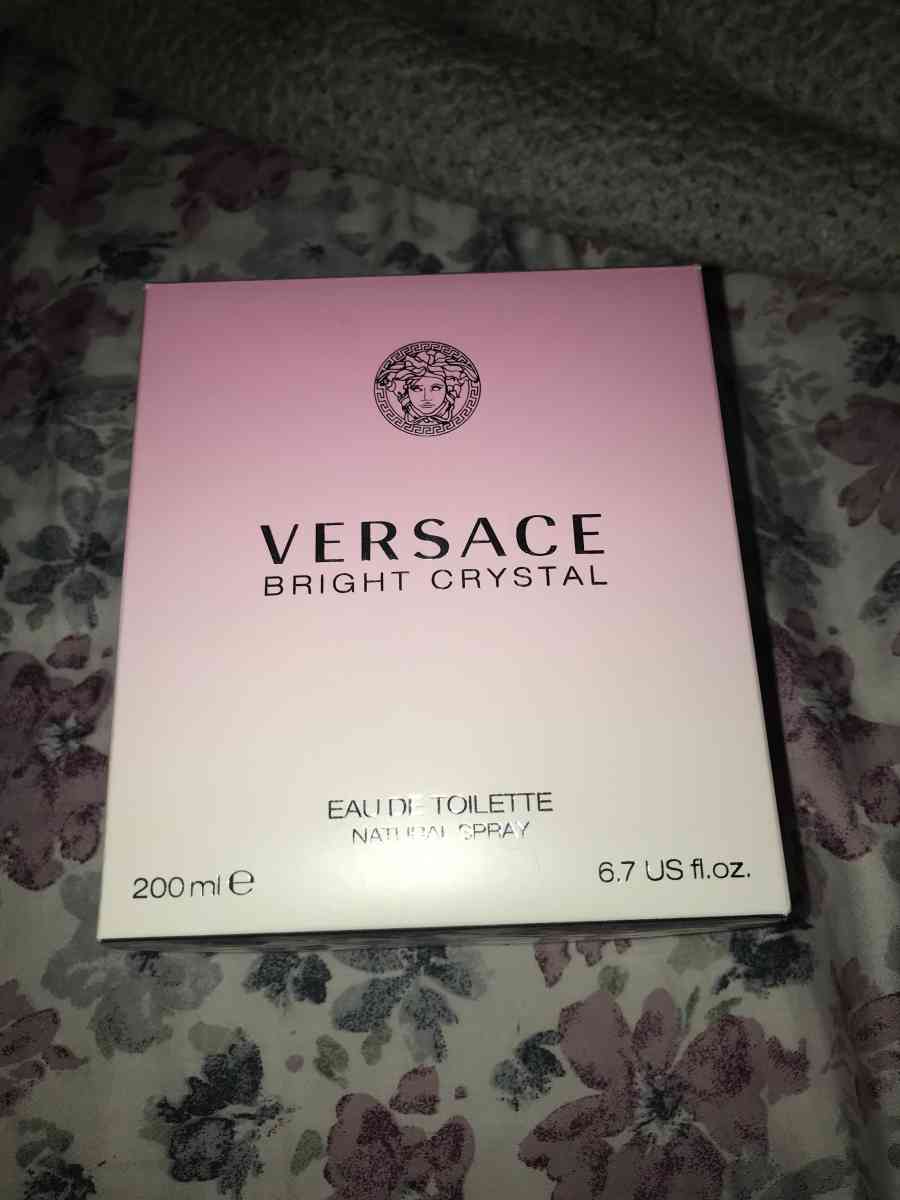 VERSACE
BRIGHT CRYSTAL
EAU DE TOILETTE
NATURAL SPRAY
200 ml ℮
6.7 US fl.oz.